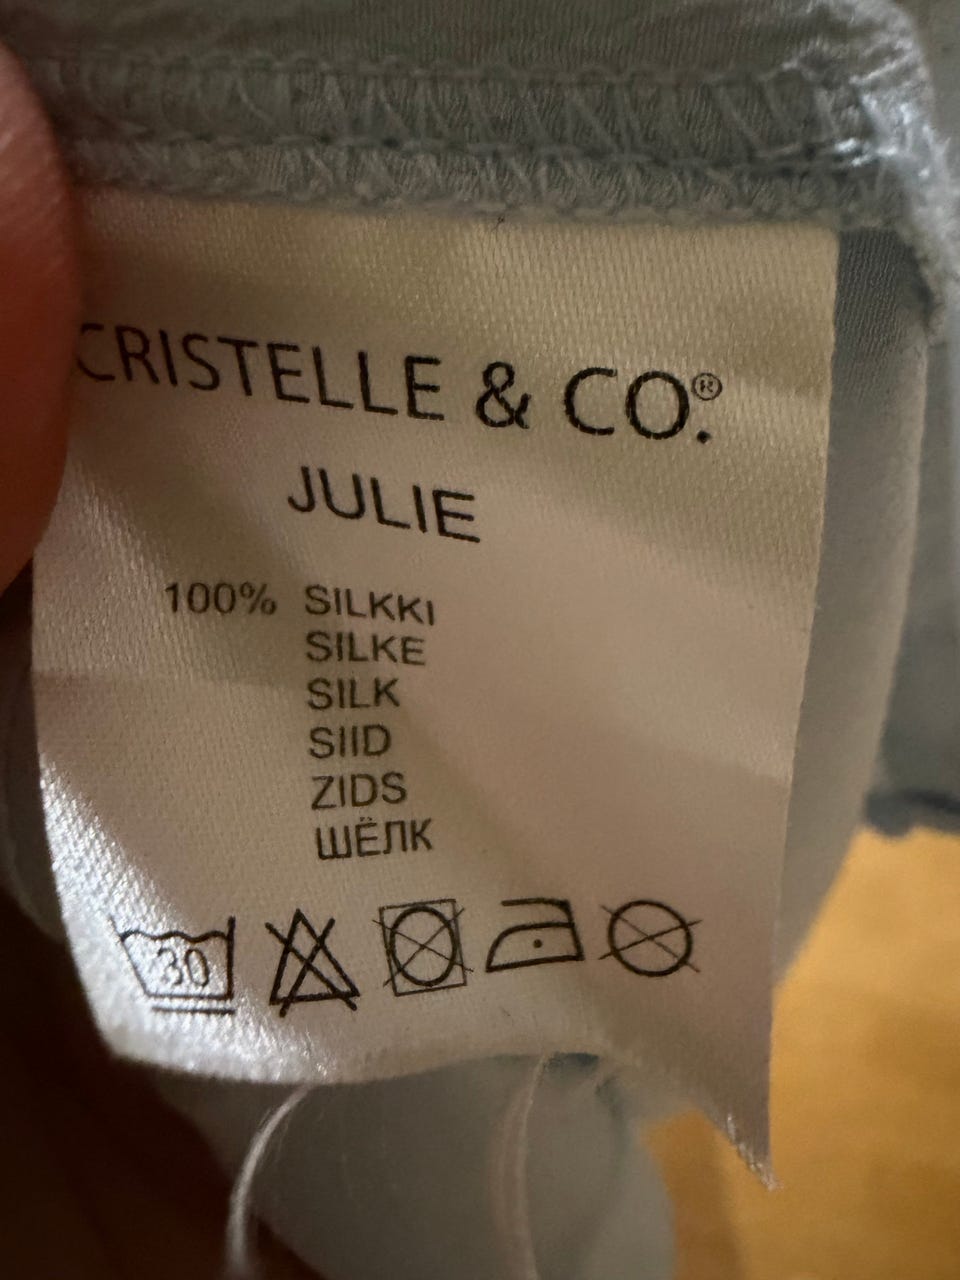 CRISTELLE & CO.®
JULIE
100% SILKKI
SILKE
SILK
SIID
ZIDS
ШЁЛК
30